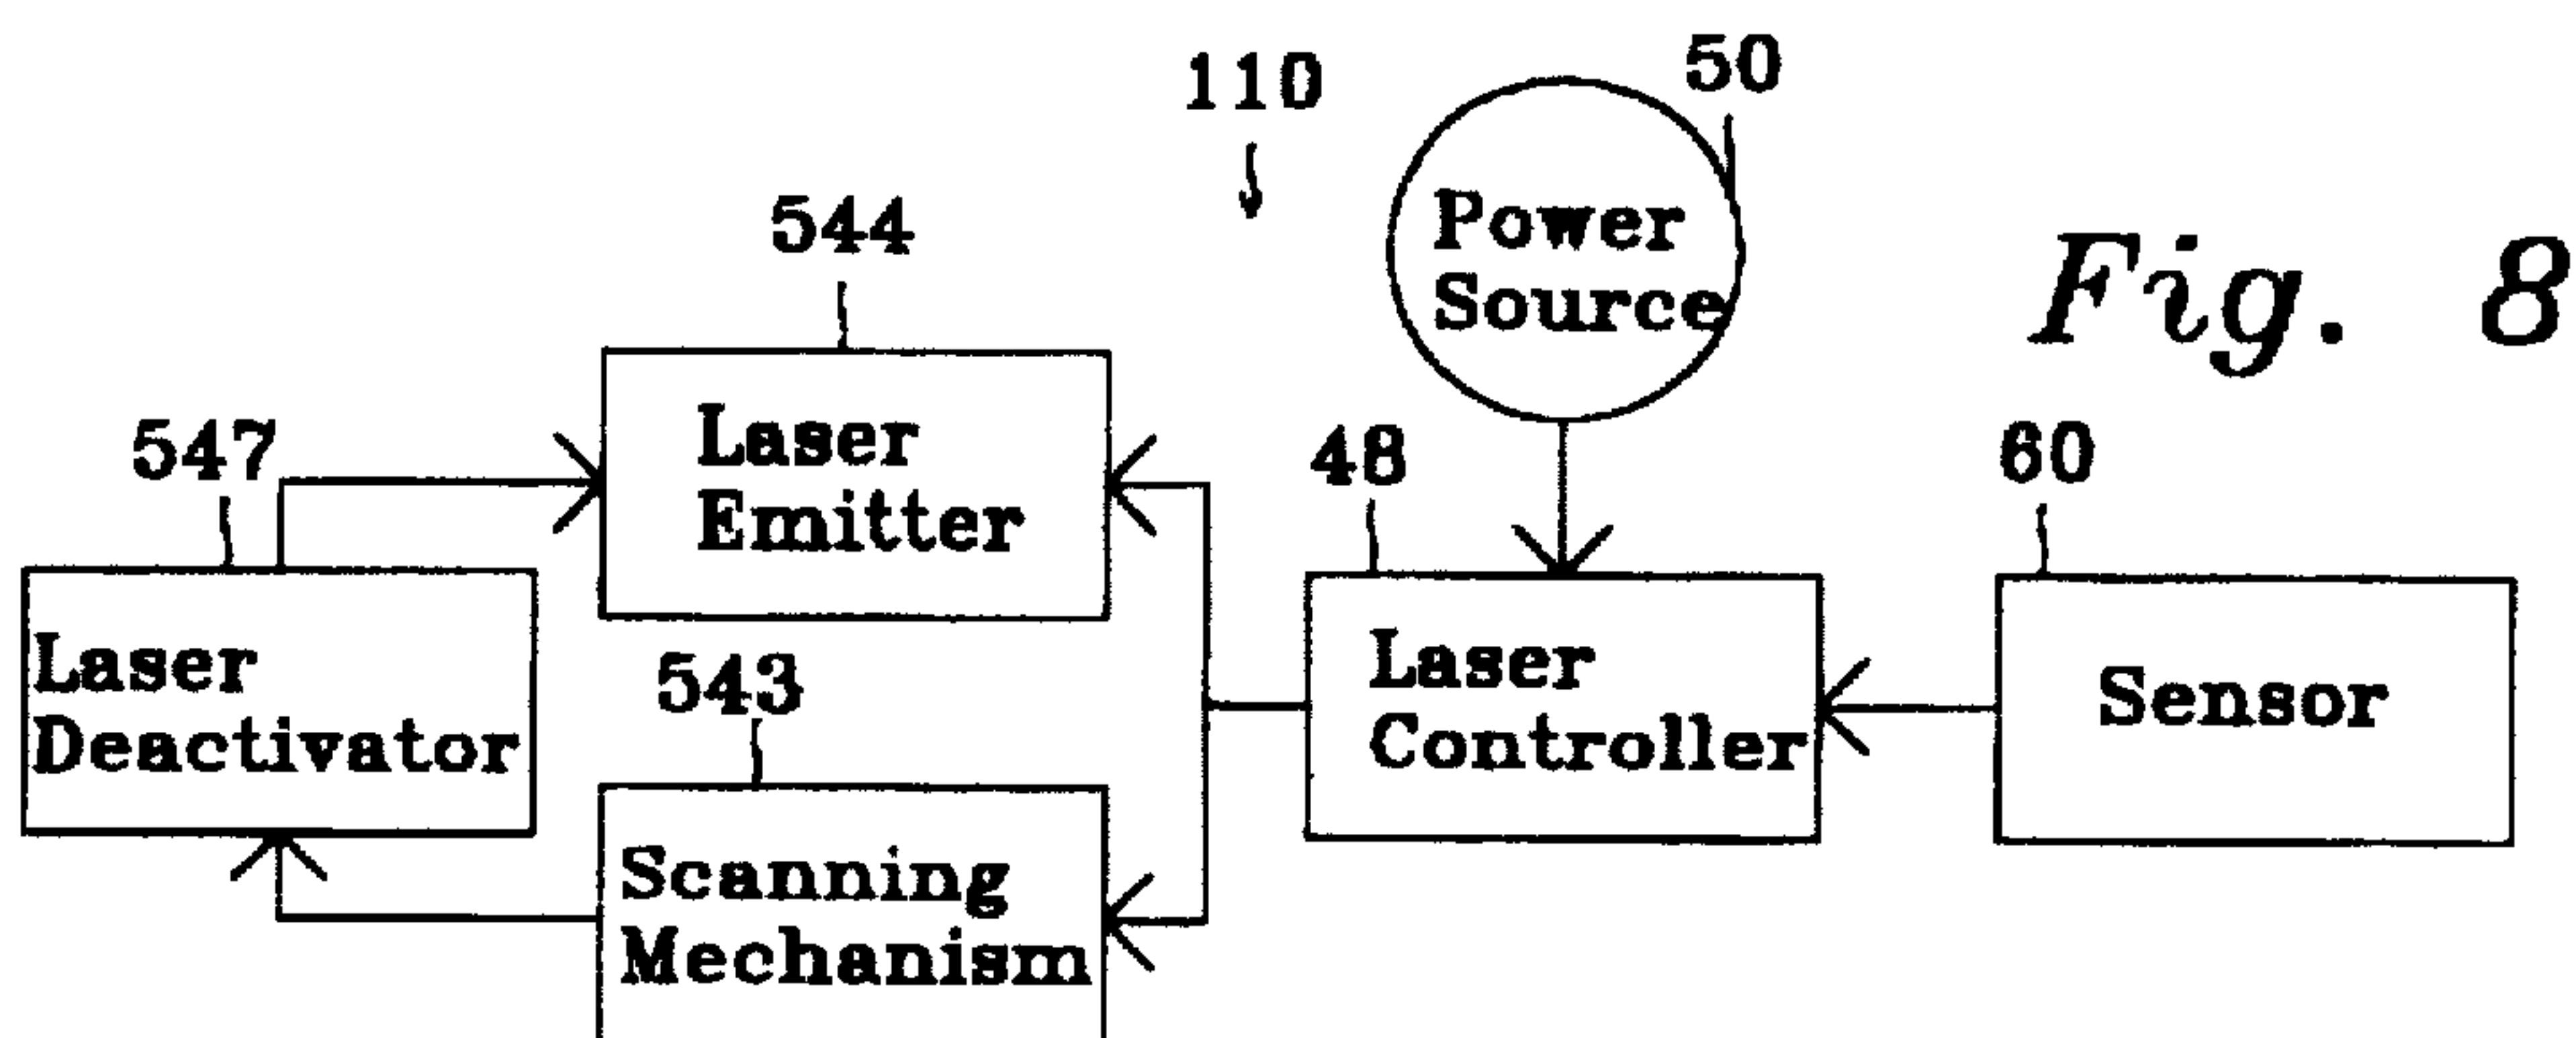 110
50
Power
Source
Fig. 8
544
Laser
Emitter
547
Laser
Deactivator
543
Scanning
Mechanism
48
Laser
Controller
60
Sensor